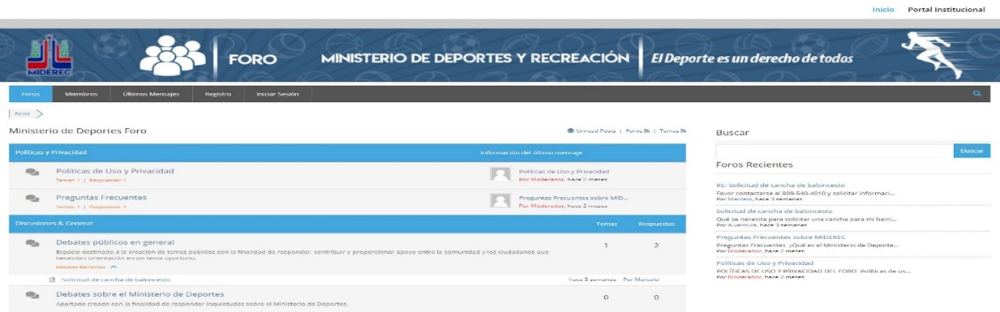 Inicio Portal Institucional
MIDEREC
FORO
MINISTERIO DE DEPORTES Y RECREACIÓN
El Deporte es un derecho de todos
Foros Miembros Últimos Mensajes Registro Iniciar Sesión
Foros
Ministerio de Deportes Foro
Unread Posts | Foros | Temas
Políticas y Privacidad Información del último mensaje
Políticas de Uso y Privacidad
Temas: 1 | Respuestas: 1
Políticas de Uso y Privacidad
Por Moderador, hace 2 meses
Preguntas Frecuentes
Temas: 1 | Respuestas: 1
Preguntas Frecuentes sobre MID...
Por Moderador, hace 2 meses
Discusiones & General Temas Respuestas
Debates públicos en general 1 2
Espacio destinado a la creación de temas públicos con la finalidad de responder, contribuir y proporcionar apoyo entre la comunidad y los ciudadanos que
necesiten orientación en un tema oportuno.
Debates Recientes
Solicitud de cancha de baloncesto hace 3 semanas Por Marcelo
Debates sobre el Ministerio de Deportes 0 0
Apartado creado con la finalidad de responder inquietudes sobre el Ministerio de Deportes.
Buscar
Buscar
Foros Recientes
RE: Solicitud de cancha de baloncesto
Favor contactarse al 809-540-4010 y solicitar informaci...
Por Marcelo, hace 3 semanas
Solicitud de cancha de baloncesto
Qué se necesita para solicitar una cancha para mi barri...
Por A.ventura, hace 3 semanas
Preguntas Frecuentes sobre MIDEREC
Preguntas Frecuentes ¿Qué es el Ministerio de Deporte...
Por Moderador, hace 2 meses
Políticas de Uso y Privacidad
POLÍTICAS DE USO Y PRIVACIDAD DEL FORO Políticas de us...
Por Moderador, hace 2 meses